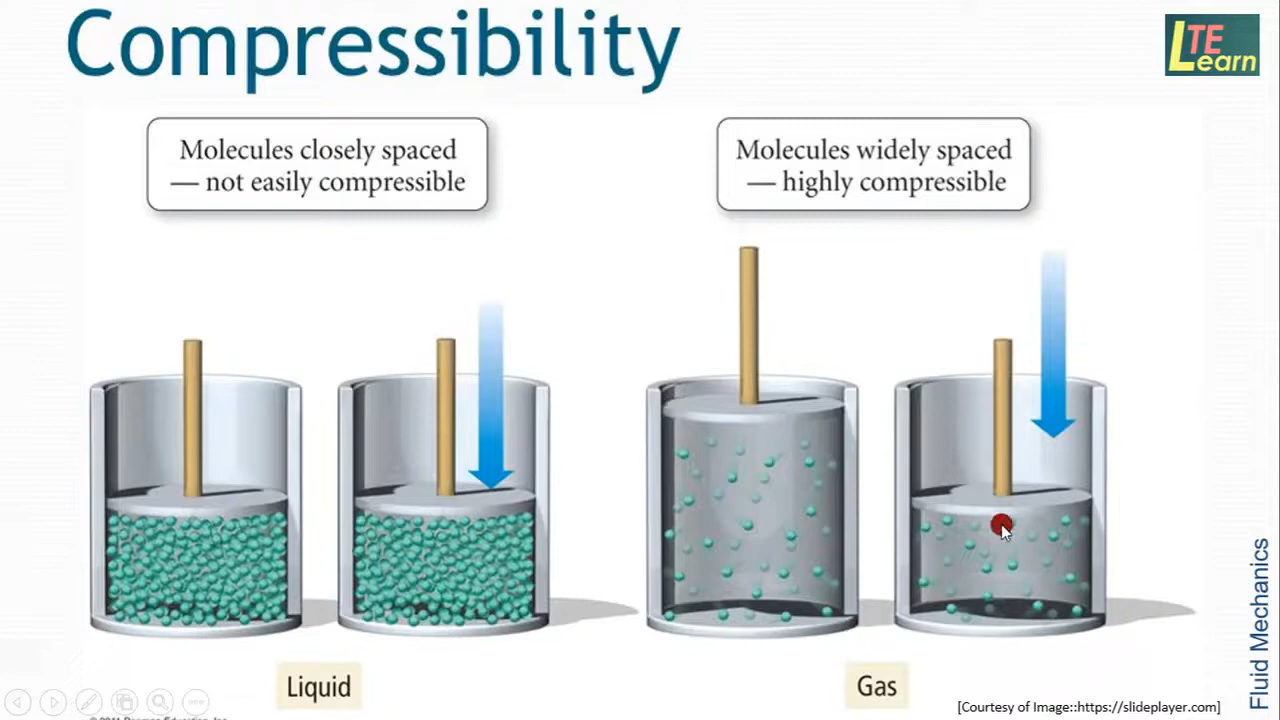 Compressibility
LTE
Learn
Molecules closely spaced
— not easily compressible
Molecules widely spaced
— highly compressible
Liquid
Gas
Fluid Mechanics
[Courtesy of Image::https://slideplayer.com]